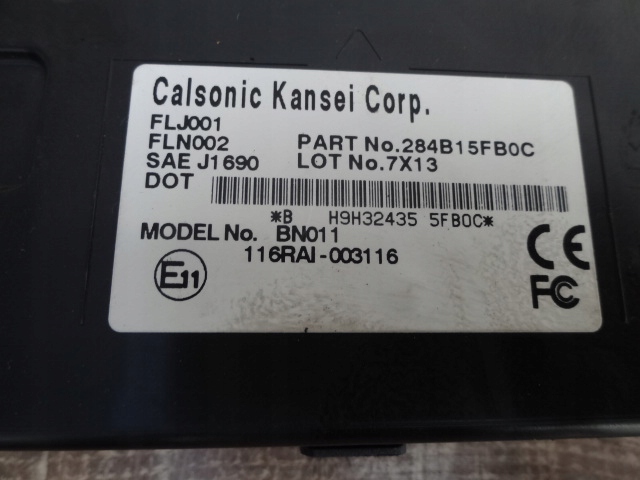 Calsonic Kansei Corp.
FLJ001
FLN002 PART No.284B15FB0C
SAE J1690 LOT No.7X13
DOT
*B H9H32435 5FB0C*
MODEL No. BN011
116RAI-003116
E11
CE
FC